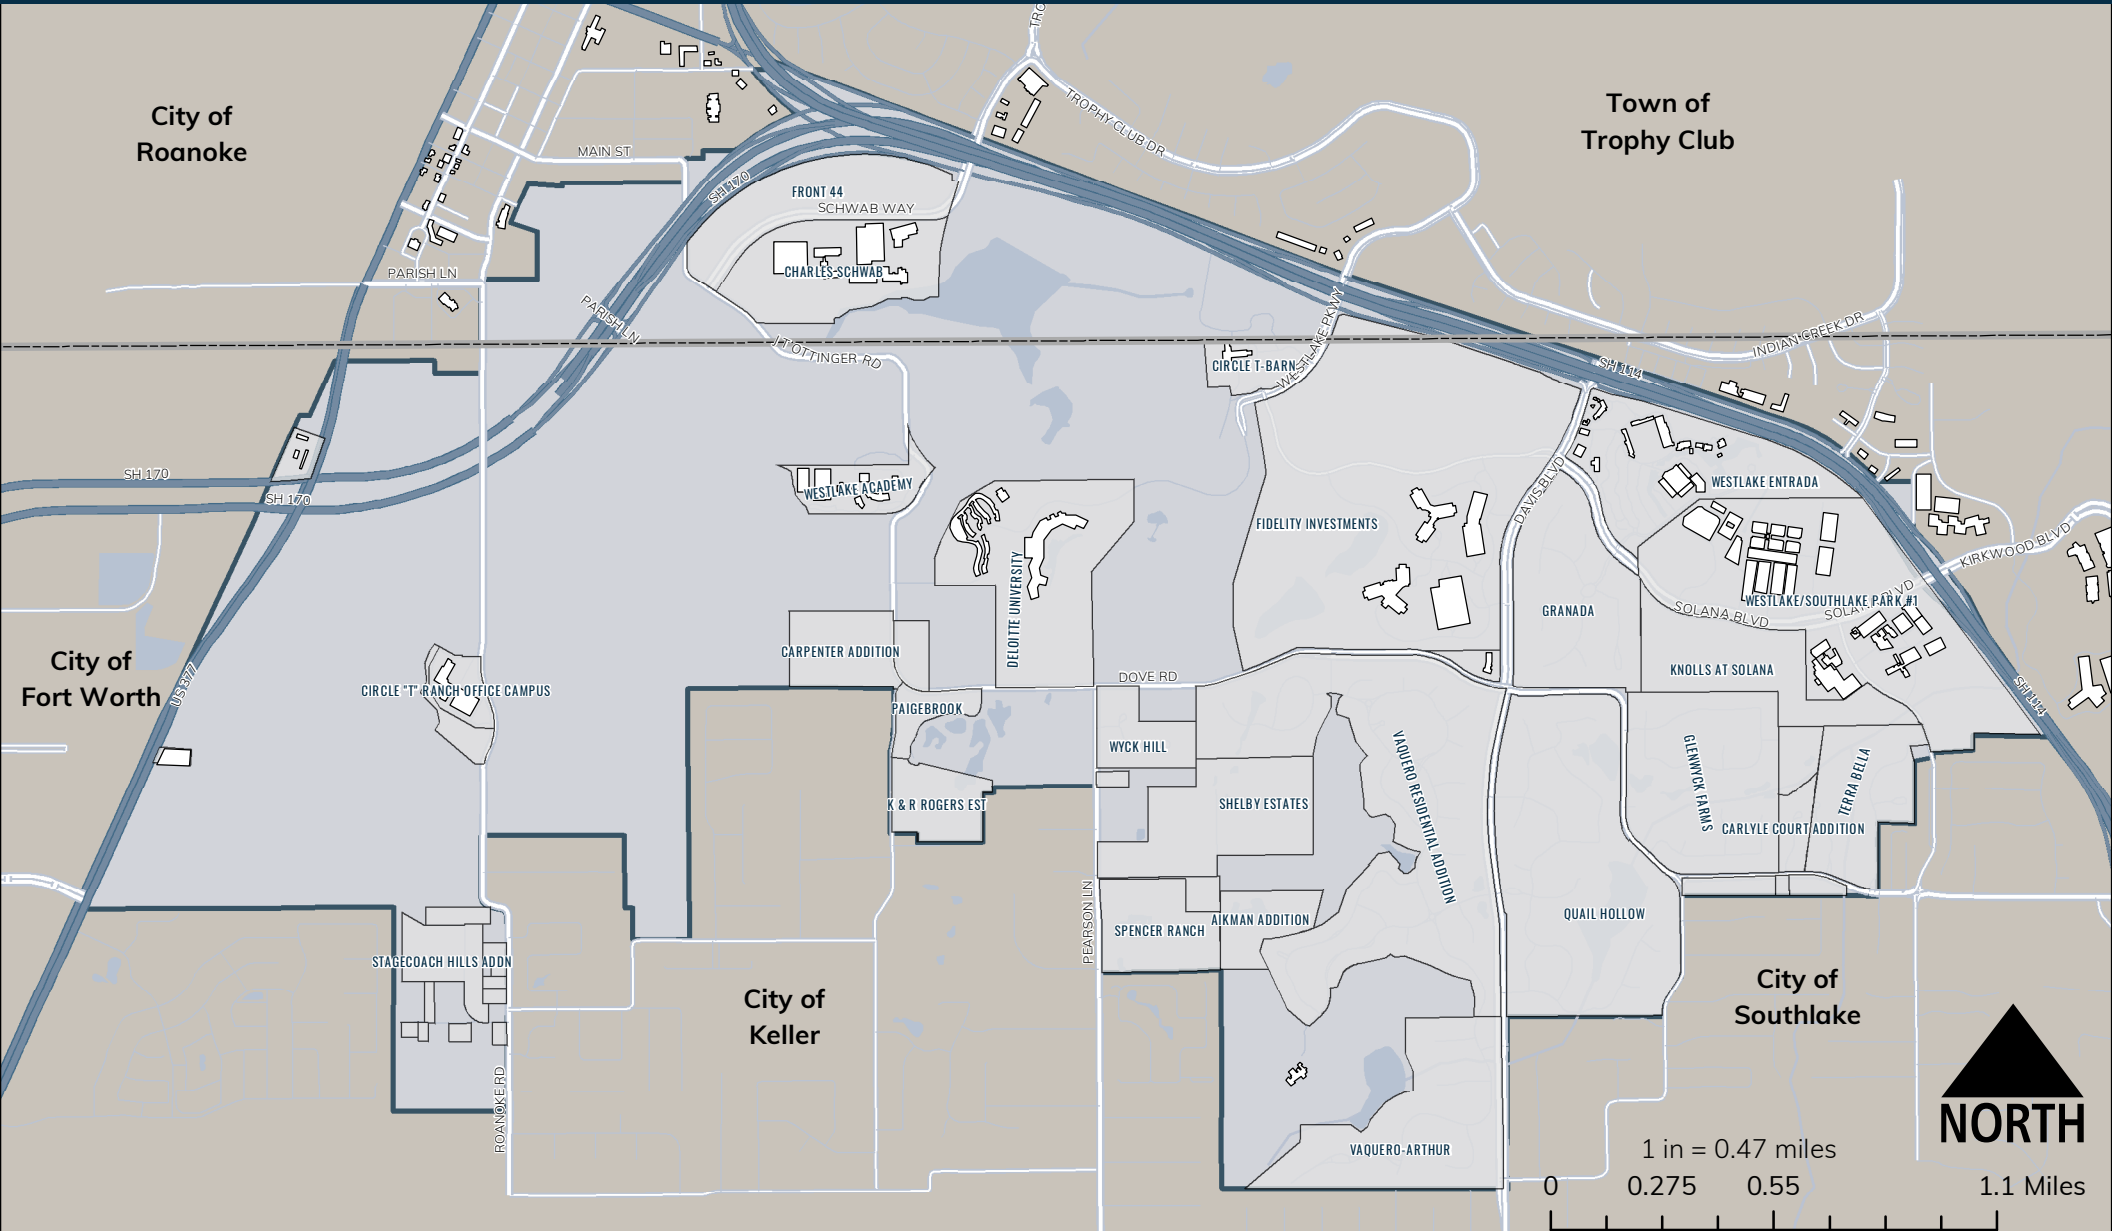 TRO
City of
Roanoke
Town of
Trophy Club
TROPHY CLUB DR
MAIN ST
SH 170
FRONT 44
SCHWAB WAY
CHARLES SCHWAB
PARISH LN
PARISH LN
J T OTTINGER RD
WESTLAKE PKWY
CIRCLE T-BARN
INDIAN CREEK DR
SH 114
SH 170
SH 170
WESTLAKE ACADEMY
DAVIS BLVD
WESTLAKE ENTRADA
FIDELITY INVESTMENTS
KIRKWOOD BLVD
DELOITTE UNIVERSITY
GRANADA
WESTLAKE/SOUTHLAKE PARK #1
SOLANA BLVD
SOLANA BLVD
City of
Fort Worth
US 377
CIRCLE "T" RANCH OFFICE CAMPUS
CARPENTER ADDITION
DOVE RD
KNOLLS AT SOLANA
SH 114
PAIGEBROOK
WYCK HILL
K & R ROGERS EST
SHELBY ESTATES
VAQUERO RESIDENTIAL ADDITION
GLENWYCK FARMS
TERRA BELLA
CARLYLE COURT ADDITION
PEARSON LN
SPENCER RANCH
AIKMAN ADDITION
QUAIL HOLLOW
STAGECOACH HILLS ADDN
City of
Keller
City of
Southlake
ROANOKE RD
VAQUERO-ARTHUR
NORTH
1 in = 0.47 miles
0 0.275 0.55 1.1 Miles